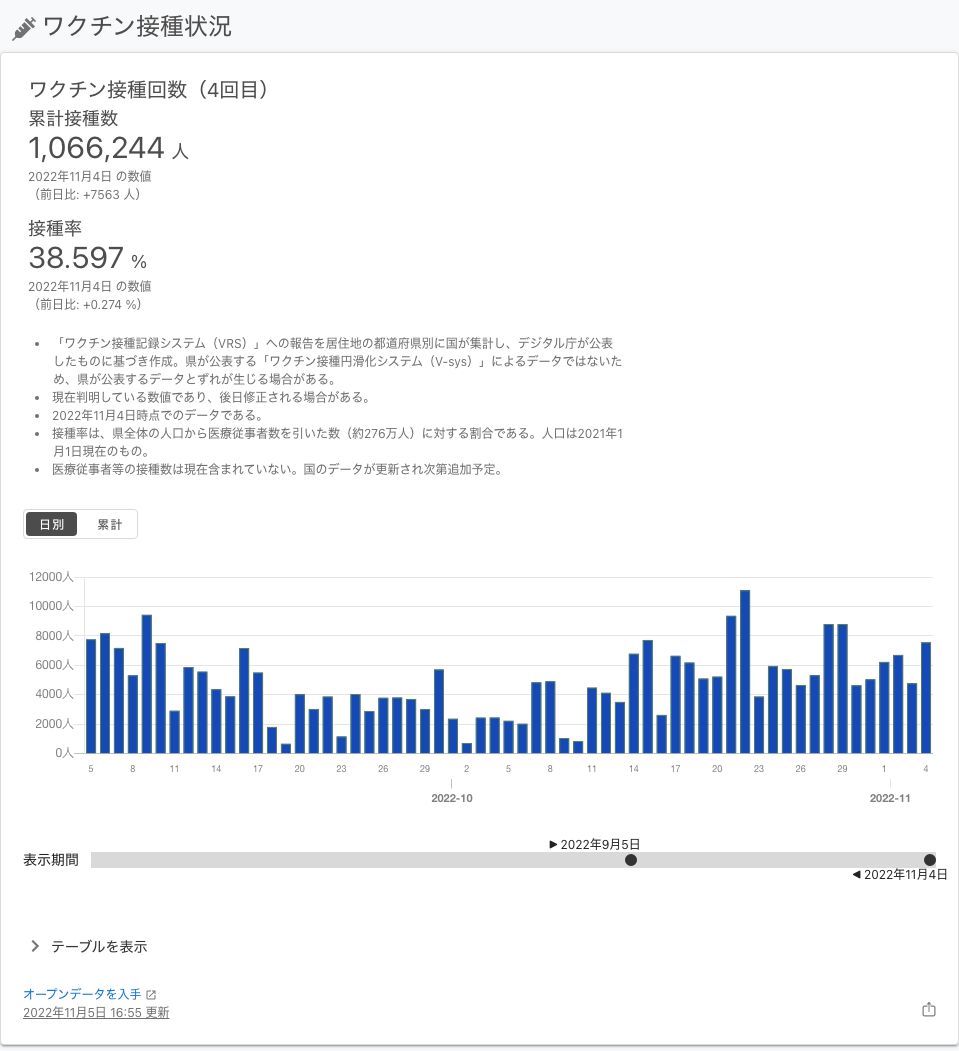 ワクチン接種状況
ワクチン接種回数（4回目）
累計接種数
1,066,244 人
2022年11月4日 の数値
（前日比: +7563 人）
接種率
38.597 %
2022年11月4日 の数値
（前日比: +0.274 %）
• 「ワクチン接種記録システム（VRS）」への報告を居住地の都道府県別に国が集計し、デジタル庁が公表
したものに基づき作成。県が公表する「ワクチン接種円滑化システム（V-sys）」によるデータではないた
め、県が公表するデータとずれが生じる場合がある。
• 現在判明している数値であり、後日修正される場合がある。
• 2022年11月4日時点でのデータである。
• 接種率は、県全体の人口から医療従事者数を引いた数（約276万人）に対する割合である。人口は2021年1
月1日現在のもの。
• 医療従事者等の接種数は現在含まれていない。国のデータが更新され次第追加予定。
日別 累計
12000人
10000人
8000人
6000人
4000人
2000人
0人
5 8 11 14 17 20 23 26 29 2 5 8 11 14 17 20 23 26 29 1 4
2022-10 2022-11
▶ 2022年9月5日
表示期間
◀ 2022年11月4日
テーブルを表示
オープンデータを入手
2022年11月5日 16:55 更新